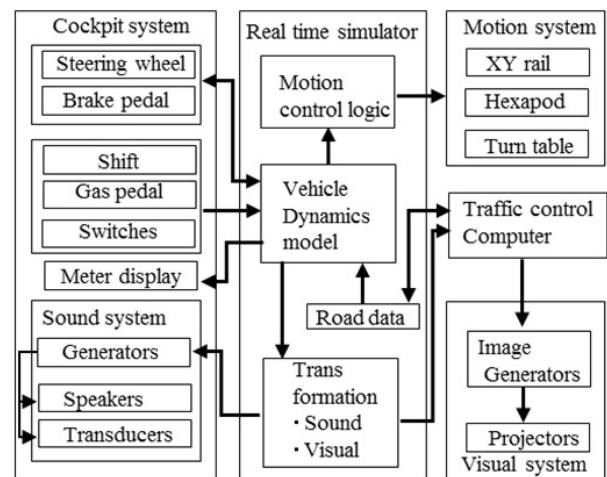 Cockpit system
Steering wheel
Brake pedal
Shift
Gas pedal
Switches
Meter display
Sound system
Generators
Speakers
Transducers
Real time simulator
Motion
control logic
Vehicle
Dynamics
model
Road data
Trans
formation
・Sound
・Visual
Motion system
XY rail
Hexapod
Turn table
Traffic control
Computer
Image
Generators
Projectors
Visual system